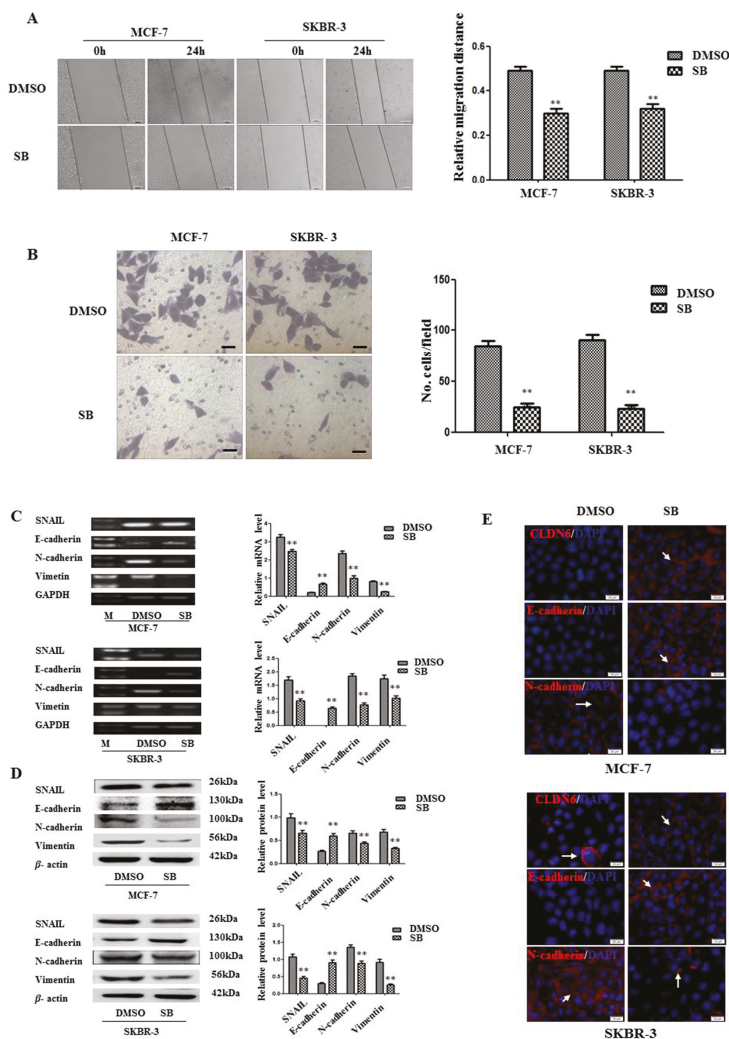 A
MCF-7 SKBR-3
0h 24h 0h 24h
DMSO
SB
Relative migration distance
0.6
0.4
0.2
0.0
** **
MCF-7 SKBR-3
DMSO
SB
B
MCF-7 SKBR- 3
DMSO
SB
No. cells/field
150
100
50
0
** **
MCF-7 SKBR-3
DMSO
SB
C
SNAIL
E-cadherin
N-cadherin
Vimetin
GAPDH
M DMSO SB
MCF-7
Relative mRNA level
4
3
2
1
0
** ** ** **
SNAIL E-cadherin N-cadherin Vimentin
DMSO
SB
SNAIL
E-cadherin
N-cadherin
Vimetin
GAPDH
M DMSO SB
SKBR-3
Relative mRNA level
2.5
2.0
1.5
1.0
0.5
0.0
** ** ** **
SNAIL E-cadherin N-cadherin Vimentin
DMSO
SB
D
SNAIL 26kDa
E-cadherin 130kDa
N-cadherin 100kDa
Vimentin 56kDa
β- actin 42kDa
DMSO SB
MCF-7
Relative protein level
1.5
1.0
0.5
0.0
** ** ** **
SNAIL E-cadherin N-cadherin Vimentin
DMSO
SB
SNAIL 26kDa
E-cadherin 130kDa
N-cadherin 100kDa
Vimentin 56kDa
β- actin 42kDa
DMSO SB
SKBR-3
Relative protein level
2.0
1.5
1.0
0.5
0.0
** ** ** **
SNAIL E-cadherin N-cadherin Vimentin
DMSO
SB
E
DMSO SB
CLDN6/DAPI
E-cadherin/DAPI
N-cadherin/DAPI
MCF-7
CLDN6/DAPI
E-cadherin/DAPI
N-cadherin/DAPI
SKBR-3